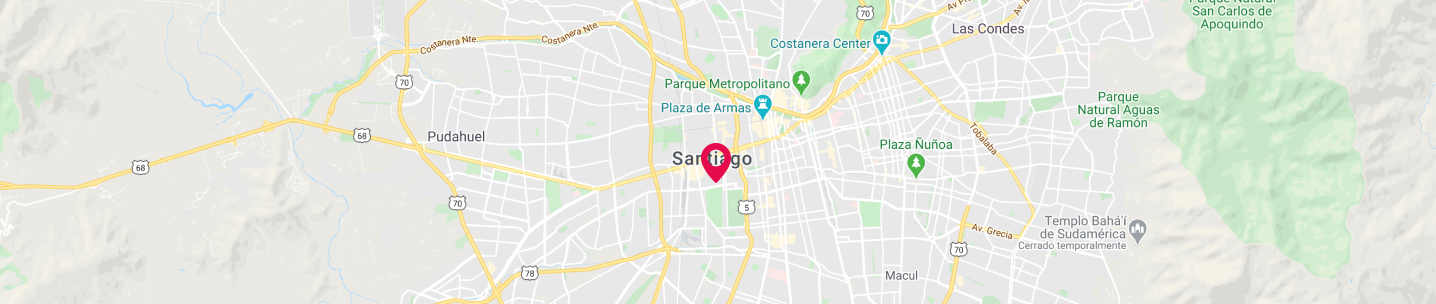 Parque Natural
San Carlos de
Apoquindo
70
Av. Pre
Las Condes
Costanera Nte.
Costanera Nte.
Costanera Center
70
Parque Metropolitano
Plaza de Armas
Parque
Natural Aguas
de Ramón
68
Pudahuel
Tobalaba
Plaza Ñuñoa
Santiago
68
70
5
Templo Bahá'í
de Sudamérica
Cerrado temporalmente
Av. Grecia
70
78
Macul